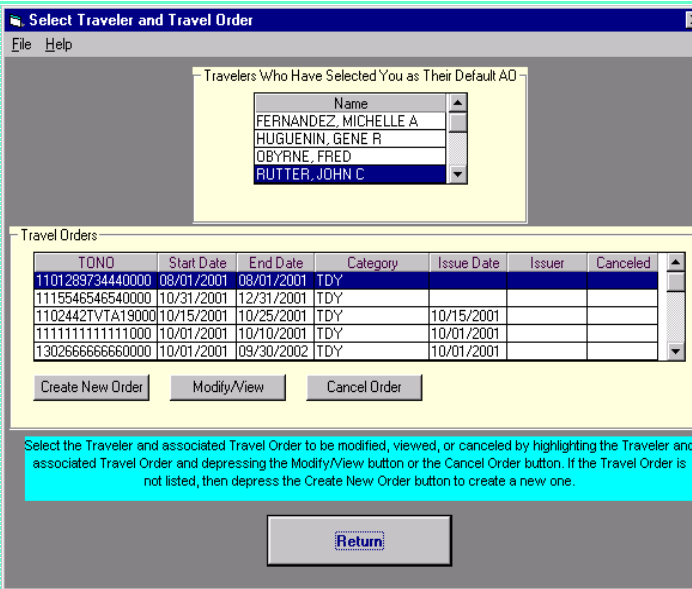 Select Traveler and Travel Order
File Help
Travelers Who Have Selected You as Their Default AO
Name
FERNANDEZ, MICHELLE A
HUGUENIN, GENE R
OBYRNE, FRED
RUTTER, JOHN C
Travel Orders
TONO Start Date End Date Category Issue Date Issuer Canceled
1101289734440000 08/01/2001 08/01/2001 TDY
1115546546540000 10/31/2001 12/31/2001 TDY
1102442TVTA19000 10/15/2001 10/25/2001 TDY 10/15/2001
1111111111111000 10/01/2001 10/10/2001 TDY 10/01/2001
1302666666660000 10/01/2001 09/30/2002 TDY 10/01/2001
Create New Order Modify/View Cancel Order
Select the Traveler and associated Travel Order to be modified, viewed, or canceled by highlighting the Traveler and
associated Travel Order and depressing the Modify/View button or the Cancel Order button. If the Travel Order is
not listed, then depress the Create New Order button to create a new one.
Return